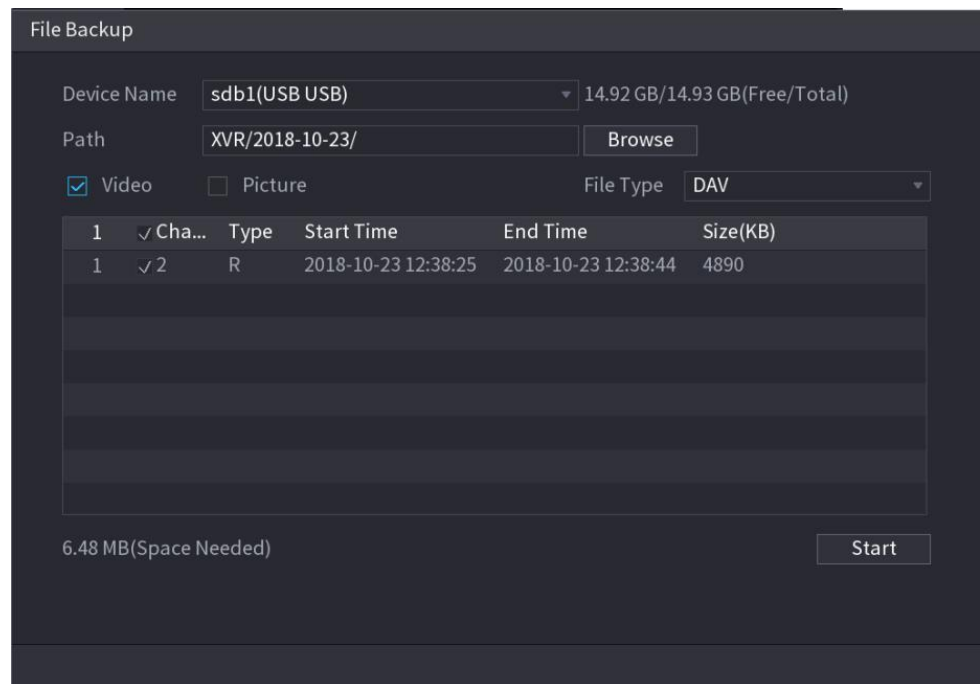 File Backup
Device Name sdb1(USB USB) 14.92 GB/14.93 GB(Free/Total)
Path XVR/2018-10-23/ Browse
Video Picture File Type DAV
1 Cha... Type Start Time End Time Size(KB)
1 2 R 2018-10-23 12:38:25 2018-10-23 12:38:44 4890
6.48 MB(Space Needed) Start